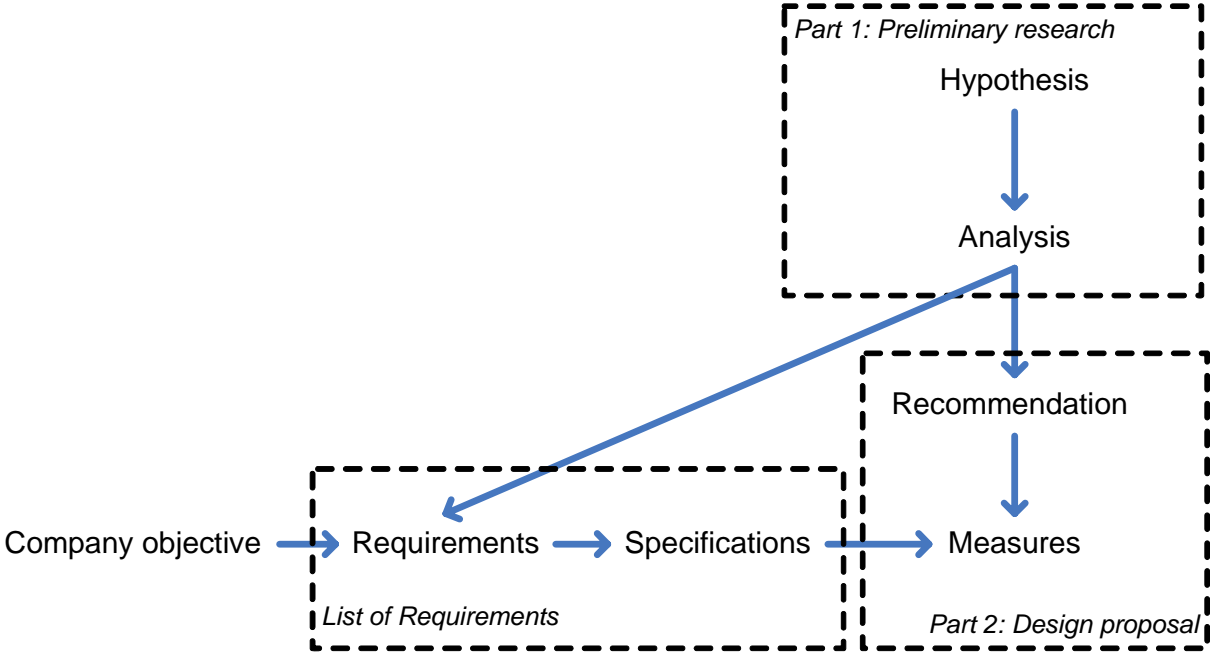 Part 1: Preliminary research
Hypothesis
Analysis
Recommendation
Company objective
Requirements
Specifications
Measures
List of Requirements
Part 2: Design proposal